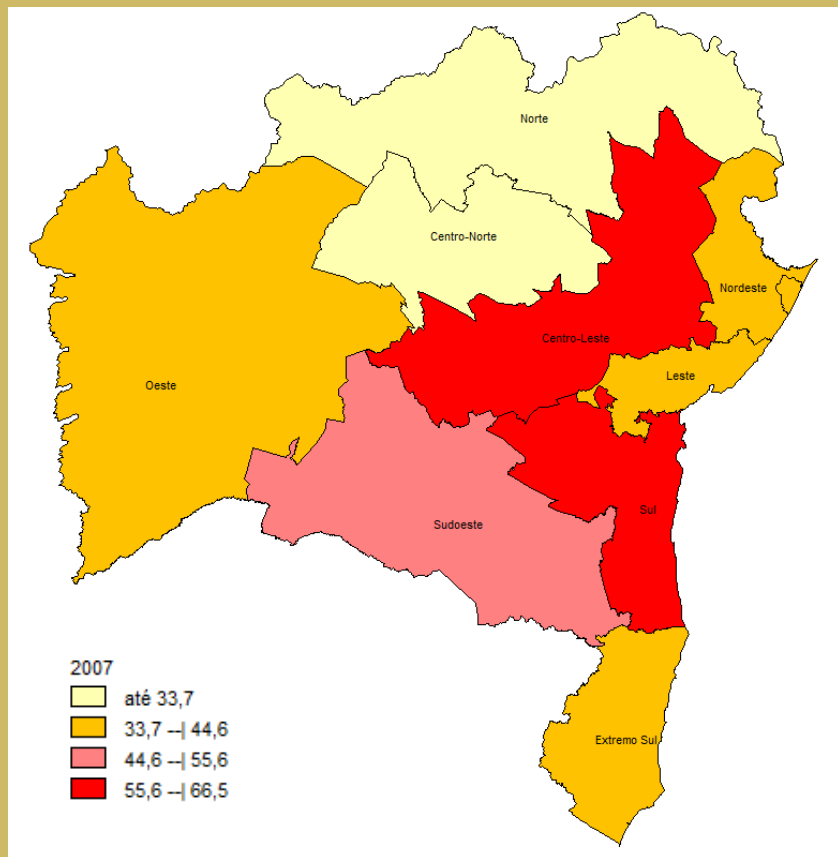 Norte
Centro-Norte
Nordeste
Centro-Leste
Leste
Oeste
Sul
Sudoeste
Extremo Sul
2007
até 33,7
33,7 --| 44,6
44,6 --| 55,6
55,6 --| 66,5